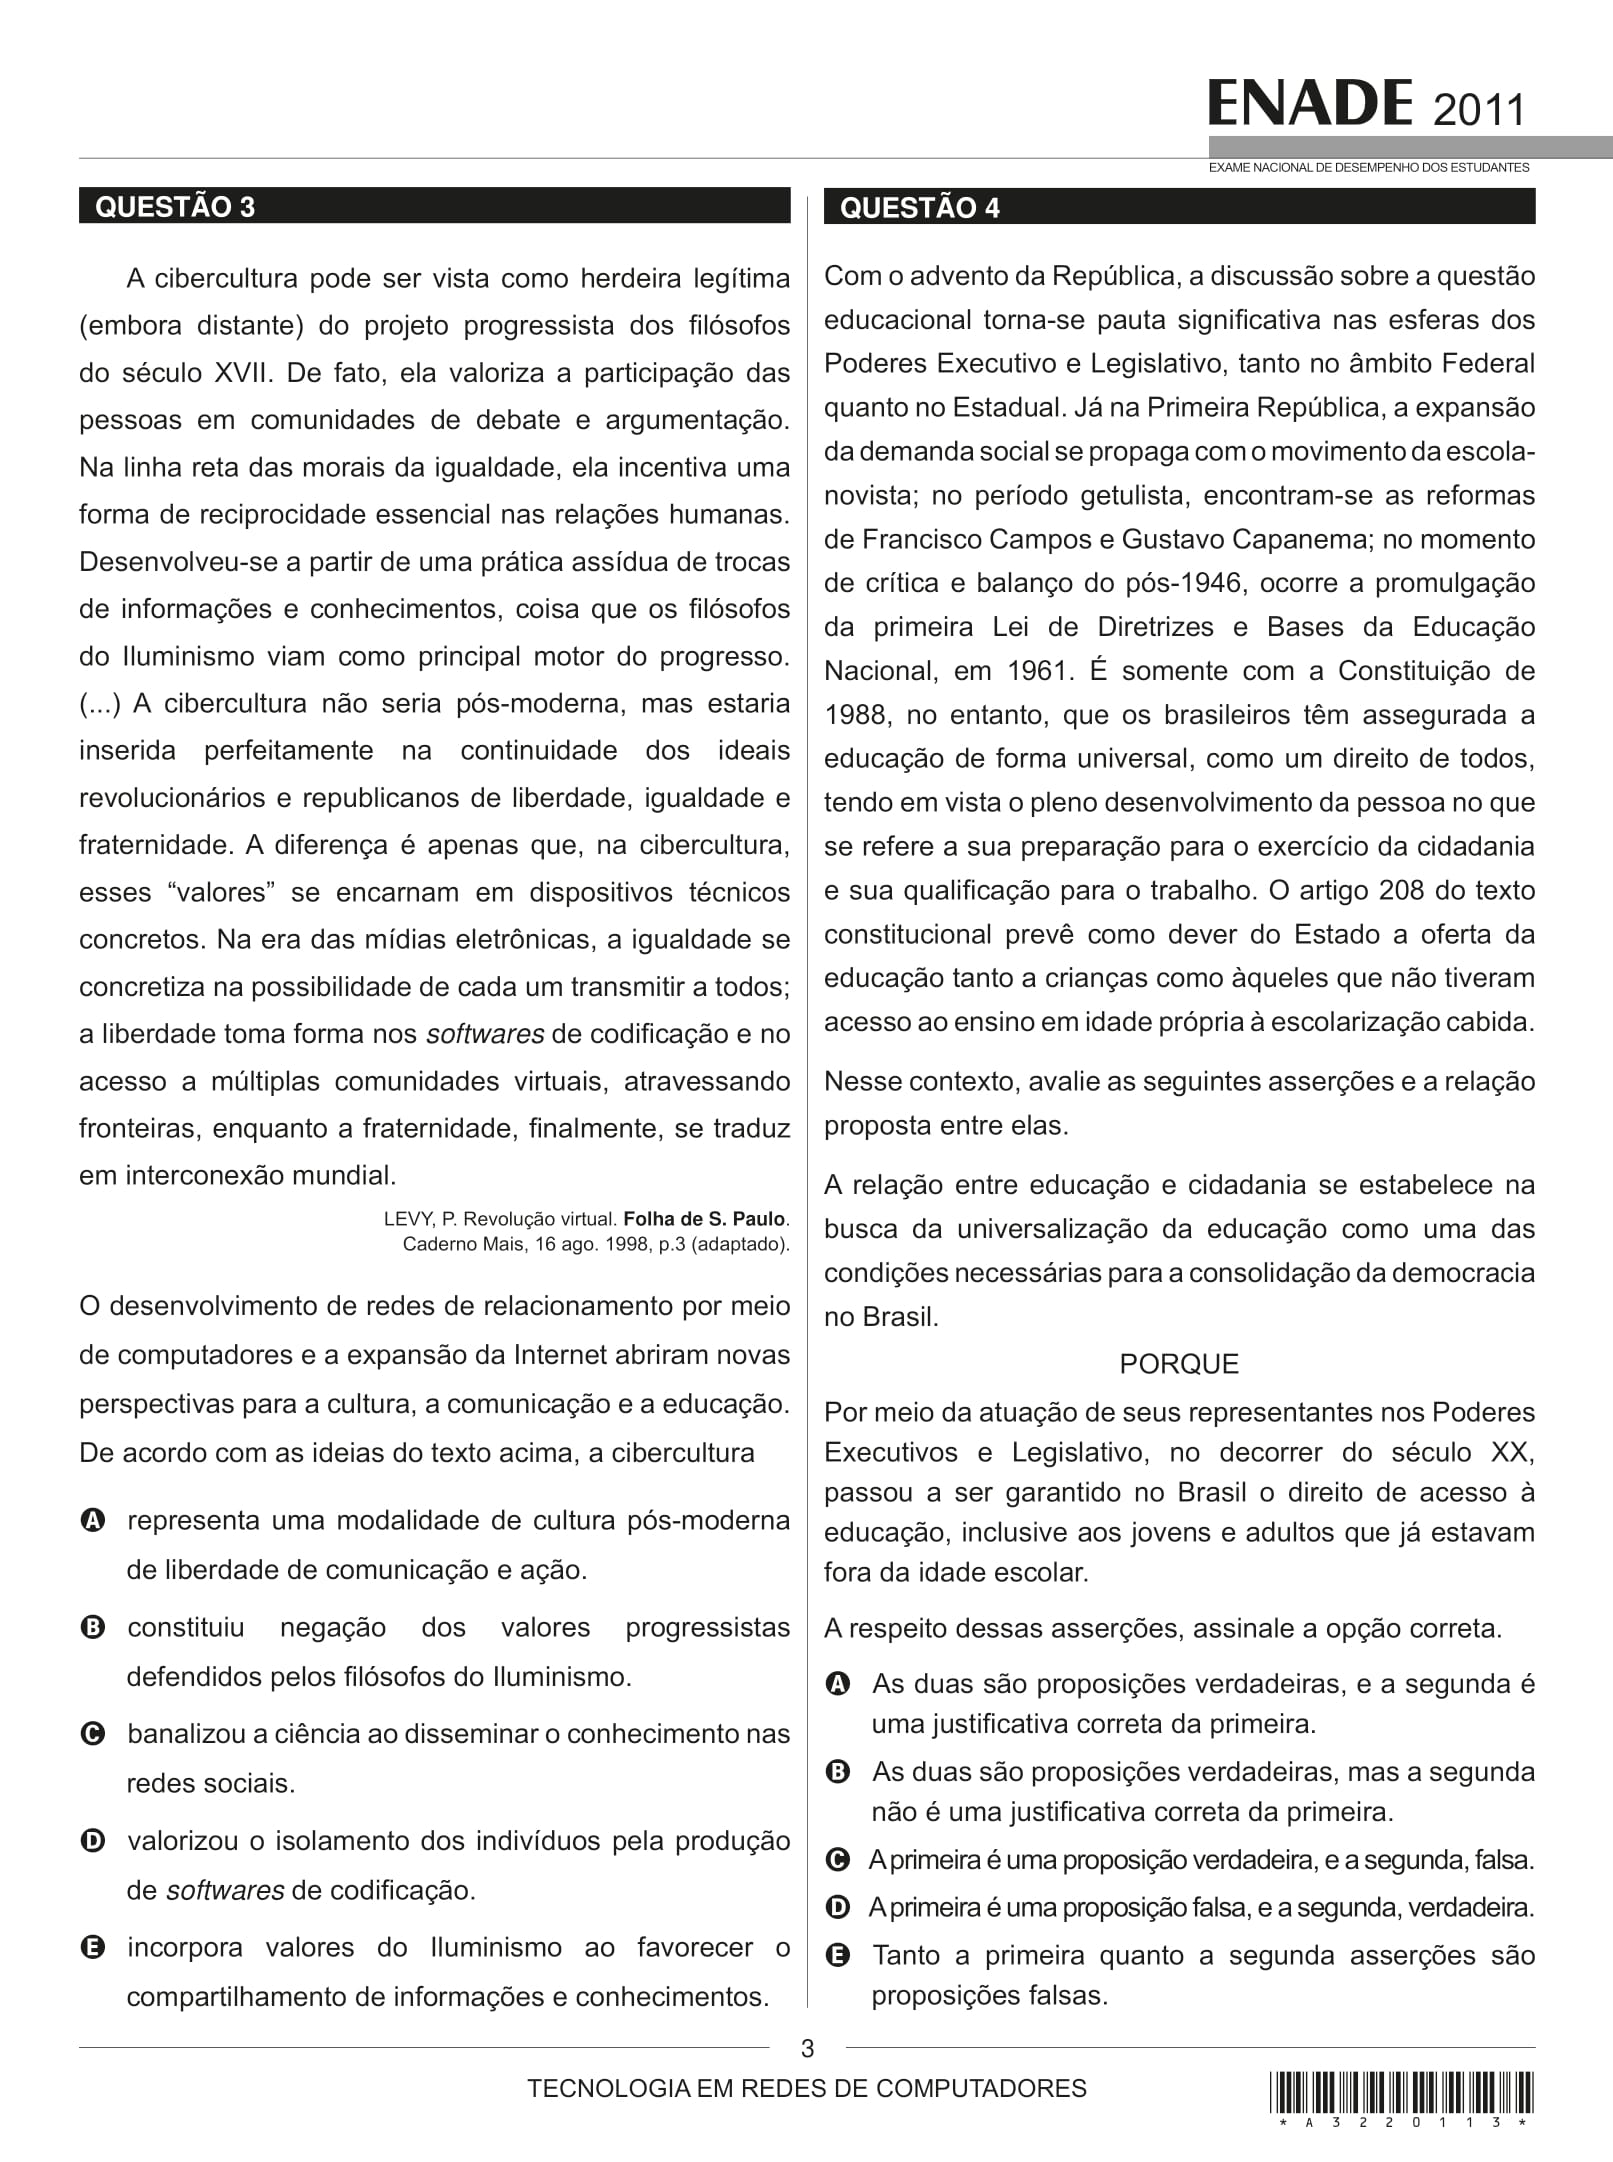 ENADE 2011
EXAME NACIONAL DE DESEMPENHO DOS ESTUDANTES
QUESTÃO 3
A cibercultura pode ser vista como herdeira legítima
(embora distante) do projeto progressista dos filósofos
do século XVII. De fato, ela valoriza a participação das
pessoas em comunidades de debate e argumentação.
Na linha reta das morais da igualdade, ela incentiva uma
forma de reciprocidade essencial nas relações humanas.
Desenvolveu-se a partir de uma prática assídua de trocas
de informações e conhecimentos, coisa que os filósofos
do Iluminismo viam como principal motor do progresso.
(...) A cibercultura não seria pós-moderna, mas estaria
inserida perfeitamente na continuidade dos ideais
revolucionários e republicanos de liberdade, igualdade e
fraternidade. A diferença é apenas que, na cibercultura,
esses “valores” se encarnam em dispositivos técnicos
concretos. Na era das mídias eletrônicas, a igualdade se
concretiza na possibilidade de cada um transmitir a todos;
a liberdade toma forma nos softwares de codificação e no
acesso a múltiplas comunidades virtuais, atravessando
fronteiras, enquanto a fraternidade, finalmente, se traduz
em interconexão mundial.
LEVY, P. Revolução virtual. Folha de S. Paulo.
Caderno Mais, 16 ago. 1998, p.3 (adaptado).
O desenvolvimento de redes de relacionamento por meio
de computadores e a expansão da Internet abriram novas
perspectivas para a cultura, a comunicação e a educação.
De acordo com as ideias do texto acima, a cibercultura
A representa uma modalidade de cultura pós-moderna
de liberdade de comunicação e ação.
B constituiu negação dos valores progressistas
defendidos pelos filósofos do Iluminismo.
C banalizou a ciência ao disseminar o conhecimento nas
redes sociais.
D valorizou o isolamento dos indivíduos pela produção
de softwares de codificação.
E incorpora valores do Iluminismo ao favorecer o
compartilhamento de informações e conhecimentos.
QUESTÃO 4
Com o advento da República, a discussão sobre a questão
educacional torna-se pauta significativa nas esferas dos
Poderes Executivo e Legislativo, tanto no âmbito Federal
quanto no Estadual. Já na Primeira República, a expansão
da demanda social se propaga com o movimento da escola-
novista; no período getulista, encontram-se as reformas
de Francisco Campos e Gustavo Capanema; no momento
de crítica e balanço do pós-1946, ocorre a promulgação
da primeira Lei de Diretrizes e Bases da Educação
Nacional, em 1961. É somente com a Constituição de
1988, no entanto, que os brasileiros têm assegurada a
educação de forma universal, como um direito de todos,
tendo em vista o pleno desenvolvimento da pessoa no que
se refere a sua preparação para o exercício da cidadania
e sua qualificação para o trabalho. O artigo 208 do texto
constitucional prevê como dever do Estado a oferta da
educação tanto a crianças como àqueles que não tiveram
acesso ao ensino em idade própria à escolarização cabida.
Nesse contexto, avalie as seguintes asserções e a relação
proposta entre elas.
A relação entre educação e cidadania se estabelece na
busca da universalização da educação como uma das
condições necessárias para a consolidação da democracia
no Brasil.
PORQUE
Por meio da atuação de seus representantes nos Poderes
Executivos e Legislativo, no decorrer do século XX,
passou a ser garantido no Brasil o direito de acesso à
educação, inclusive aos jovens e adultos que já estavam
fora da idade escolar.
A respeito dessas asserções, assinale a opção correta.
A As duas são proposições verdadeiras, e a segunda é
uma justificativa correta da primeira.
B As duas são proposições verdadeiras, mas a segunda
não é uma justificativa correta da primeira.
C A primeira é uma proposição verdadeira, e a segunda, falsa.
D A primeira é uma proposição falsa, e a segunda, verdadeira.
E Tanto a primeira quanto a segunda asserções são
proposições falsas.
3
TECNOLOGIA EM REDES DE COMPUTADORES
* A 3 2 2 0 1 1 3 *